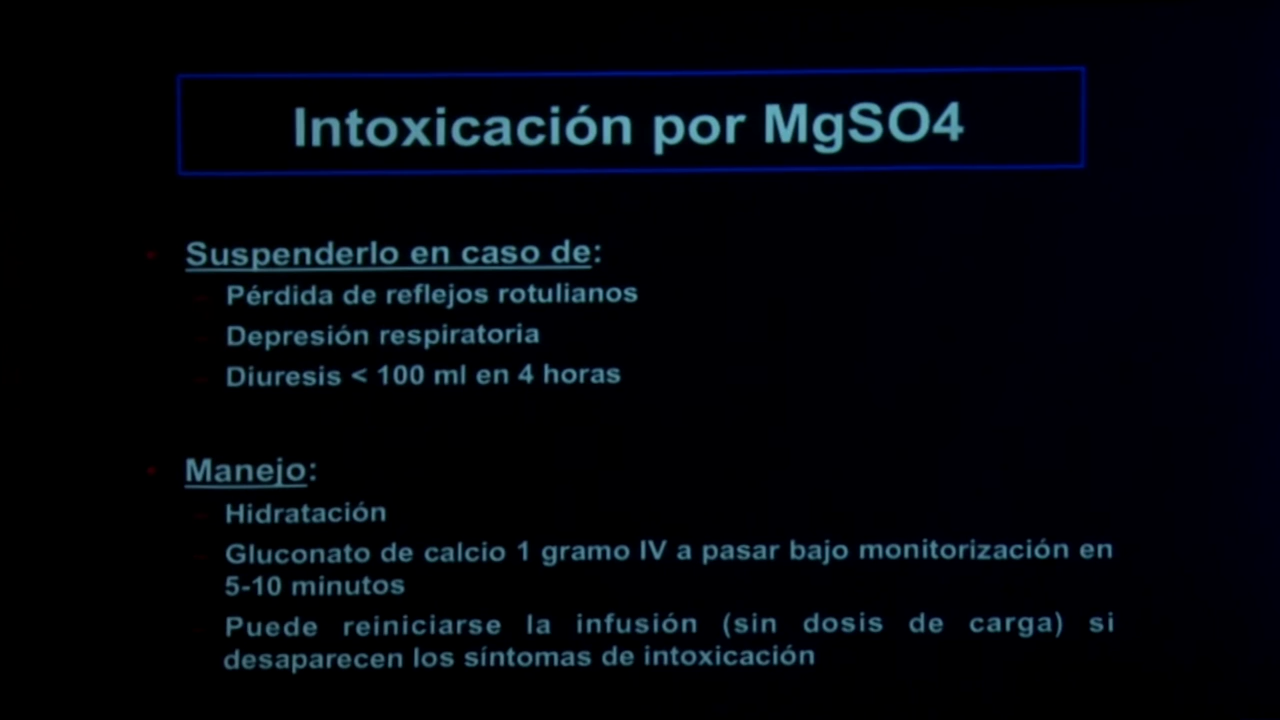 Intoxicación por MgSO4
• Suspenderlo en caso de:
– Pérdida de reflejos rotulianos
– Depresión respiratoria
– Diuresis < 100 ml en 4 horas
• Manejo:
– Hidratación
– Gluconato de calcio 1 gramo IV a pasar bajo monitorización en
5-10 minutos
– Puede reiniciarse la infusión (sin dosis de carga) si
desaparecen los síntomas de intoxicación